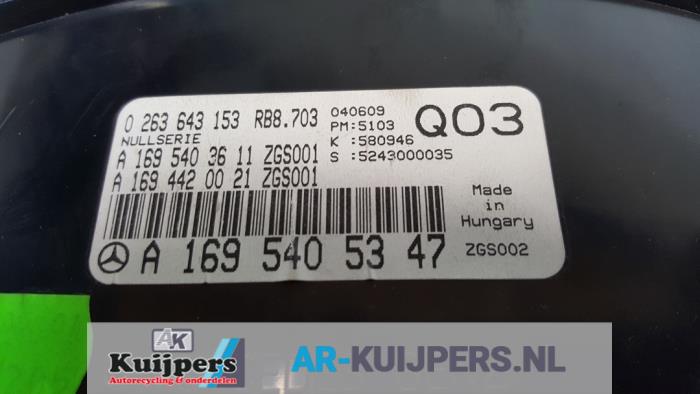 0 263 643 153 RB8.703
NULLSERIE
A 169 540 36 11 ZGS001
A 169 442 00 21 ZGS001
040609
PM:5103
K :580946
S :5243000035
Q03
Made
in
Hungary
A 169 540 53 47
ZGS002
AK
Kuijpers
Autorecycling & onderdelen
AR-KUIJPERS.NL